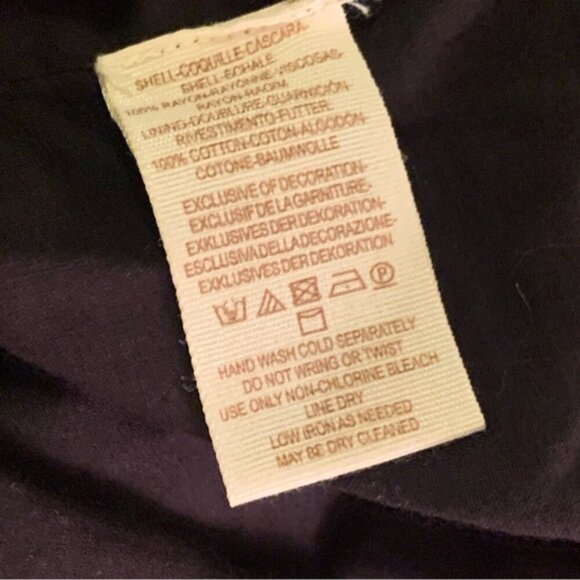 SHELL-COQUILLE-CASCARA-
SHELL-ECHALE
100% RAYON-RAYONNE-VISCOSAS-
RAYON-RAGIM
LINING-DOUBLURE-GUARNICIÓN-
RIVESTIMENTO-FUTTER-
100% COTTON-COTON-ALGODON-
COTONE-BAUMWOLLE
EXCLUSIVE OF DECORATION-
EXCLUSIF DE LA GARNITURE-
EXKLUSIVES DER DEKORATION-
ESCLUSIVA DELLA DECORAZIONE-
EXKLUSIVES DER DEKORATION
P
HAND WASH COLD SEPARATELY
DO NOT WRING OR TWIST
USE ONLY NON-CHLORINE BLEACH
LINE DRY
LOW IRON AS NEEDED
MAY BE DRY CLEANED